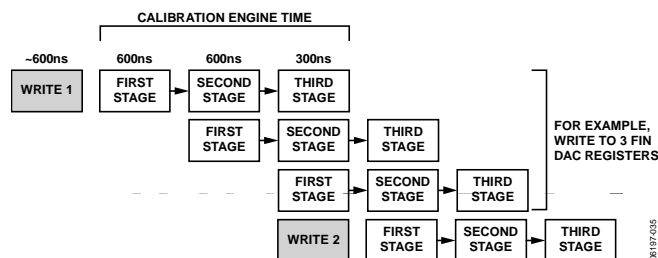 CALIBRATION ENGINE TIME
~600ns 600ns 600ns 300ns
WRITE 1
FIRST
STAGE
SECOND
STAGE
THIRD
STAGE
FIRST
STAGE
SECOND
STAGE
THIRD
STAGE
FIRST
STAGE
SECOND
STAGE
THIRD
STAGE
FOR EXAMPLE,
WRITE TO 3 FIN
DAC REGISTERS
WRITE 2
FIRST
STAGE
SECOND
STAGE
THIRD
STAGE
06197-035